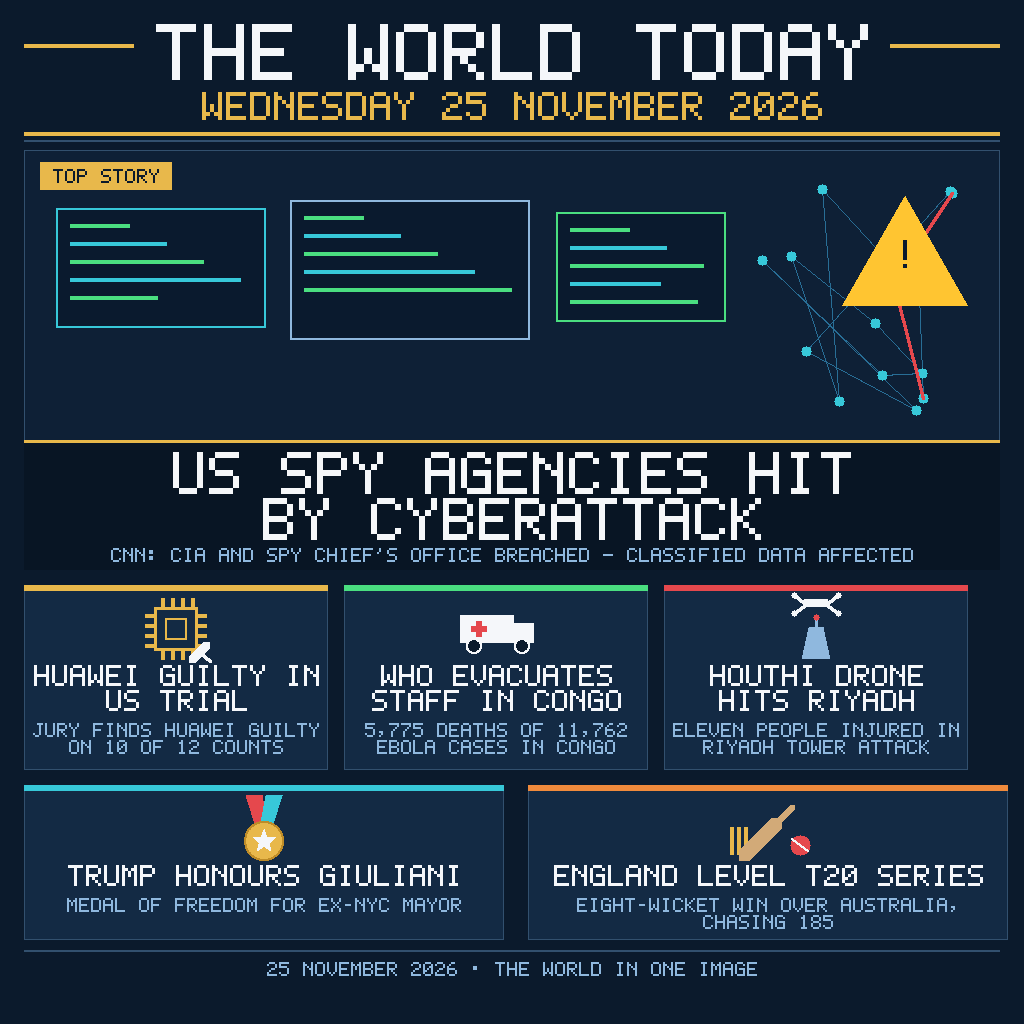 THE WORLD TODAY
WEDNESDAY 25 NOVEMBER 2026
TOP STORY
!
US SPY AGENCIES HIT
BY CYBERATTACK
CNN: CIA AND SPY CHIEF'S OFFICE BREACHED – CLASSIFIED DATA AFFECTED
HUAWEI GUILTY IN
US TRIAL
JURY FINDS HUAWEI GUILTY
ON 10 OF 12 COUNTS
WHO EVACUATES
STAFF IN CONGO
5,775 DEATHS OF 11,762
EBOLA CASES IN CONGO
HOUTHI DRONE
HITS RIYADH
ELEVEN PEOPLE INJURED IN
RIYADH TOWER ATTACK
TRUMP HONOURS GIULIANI
MEDAL OF FREEDOM FOR EX-NYC MAYOR
ENGLAND LEVEL T20 SERIES
EIGHT-WICKET WIN OVER AUSTRALIA,
CHASING 185
25 NOVEMBER 2026 · THE WORLD IN ONE IMAGE